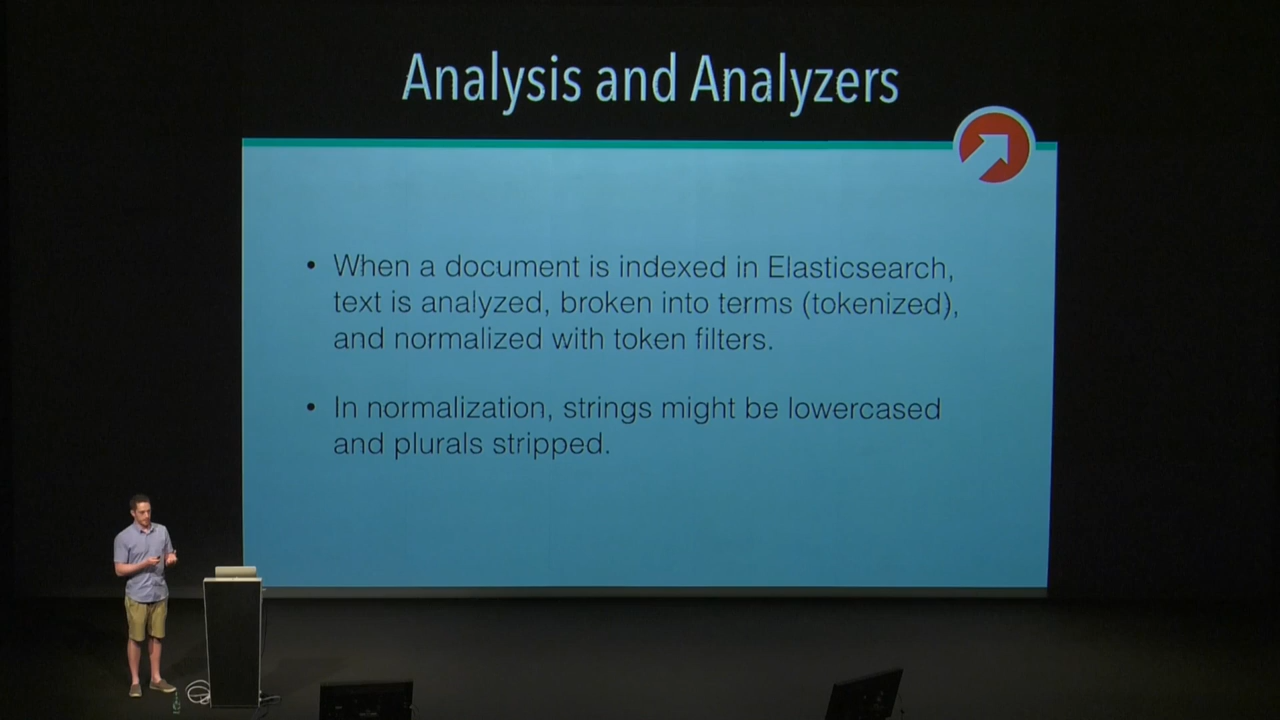 Analysis and Analyzers
• When a document is indexed in Elasticsearch,
text is analyzed, broken into terms (tokenized),
and normalized with token filters.
• In normalization, strings might be lowercased
and plurals stripped.